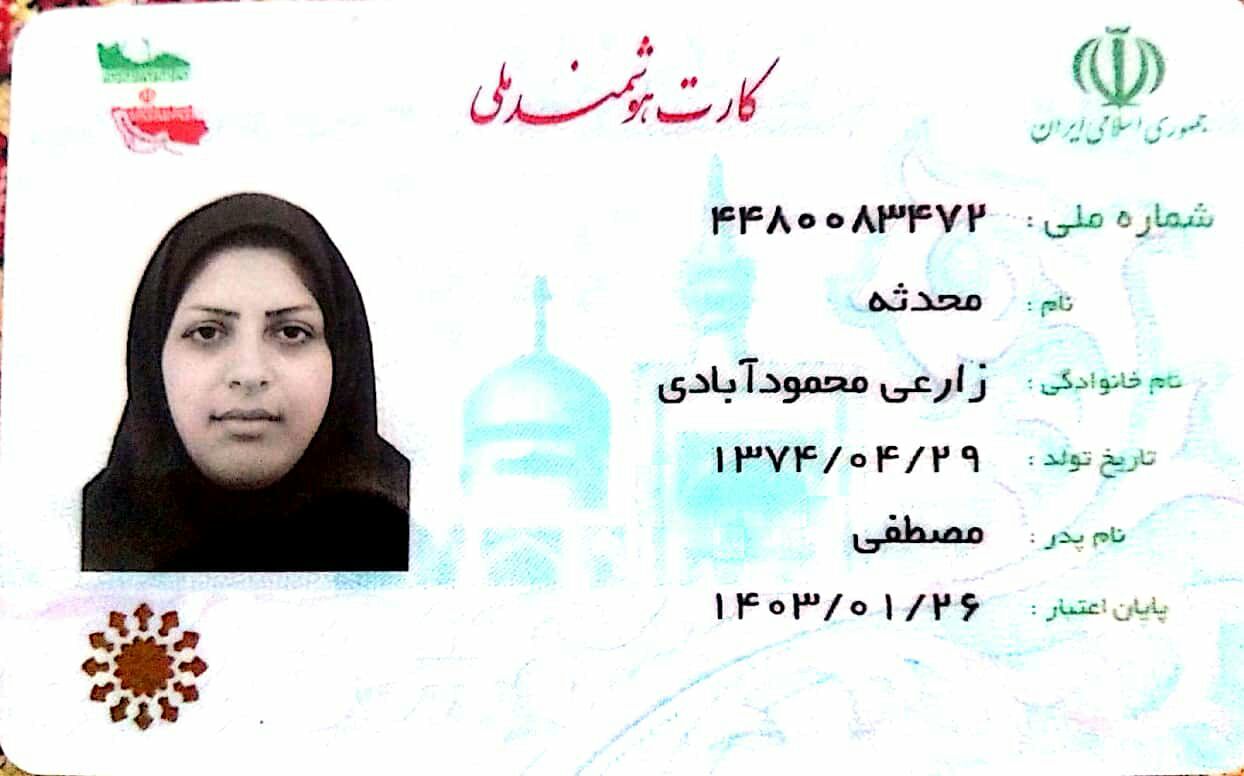 کارت هوشمند ملی
جمهوری اسلامی ایران
شماره ملی : ۴۴۸۰۰۸۳۴۷۲
نام : محدثه
نام خانوادگی : زارعی محمودآبادی
تاریخ تولد : ۱۳۷۴/۰۴/۲۹
نام پدر : مصطفی
پایان اعتبار : ۱۴۰۳/۰۱/۲۶